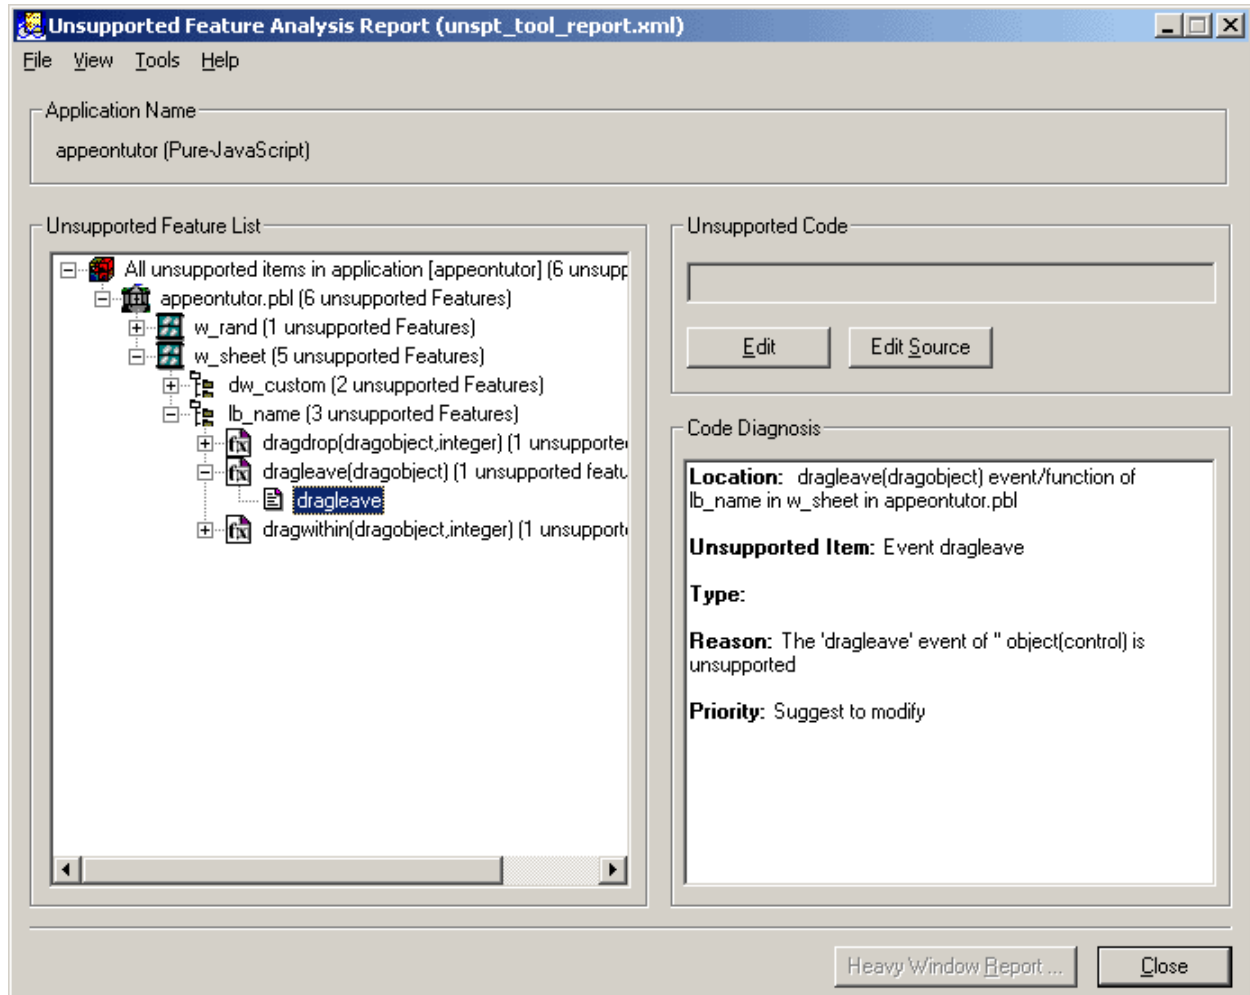 Unsupported Feature Analysis Report (unspt_tool_report.xml)
File View Tools Help
Application Name
appeontutor (Pure-JavaScript)
Unsupported Feature List
All unsupported items in application [appeontutor] (6 unsupp
appeontutor.pbl (6 unsupported Features)
w_rand (1 unsupported Features)
w_sheet (5 unsupported Features)
dw_custom (2 unsupported Features)
lb_name (3 unsupported Features)
dragdrop(dragobject,integer) (1 unsupported
dragleave(dragobject) (1 unsupported featu
dragleave
dragwithin(dragobject,integer) (1 unsupporte
Unsupported Code
Edit Edit Source
Code Diagnosis
Location: dragleave(dragobject) event/function of
lb_name in w_sheet in appeontutor.pbl
Unsupported Item: Event dragleave
Type:
Reason: The 'dragleave' event of '' object(control) is
unsupported
Priority: Suggest to modify
Heavy Window Report ... Close